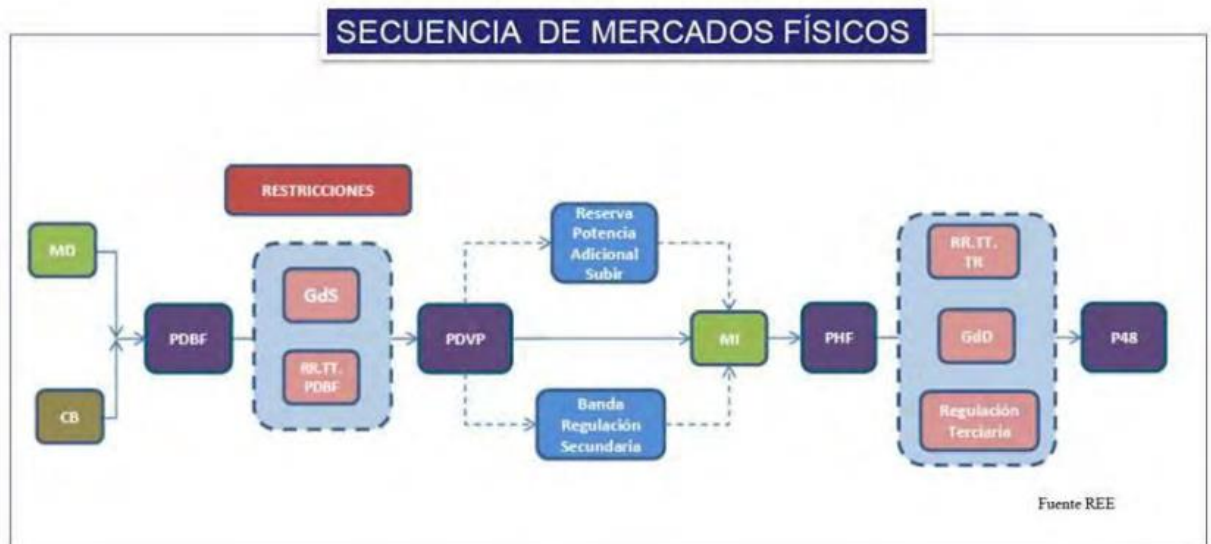 SECUENCIA DE MERCADOS FÍSICOS
RESTRICCIONES
MD
CB
PDBF
GdS
RR.TT.
PDBF
PDVP
Reserva
Potencia
Adicional
Subir
Banda
Regulación
Secundaria
MI
PHF
RR.TT.
TR
GdD
Regulación
Terciaria
P48
Fuente REE